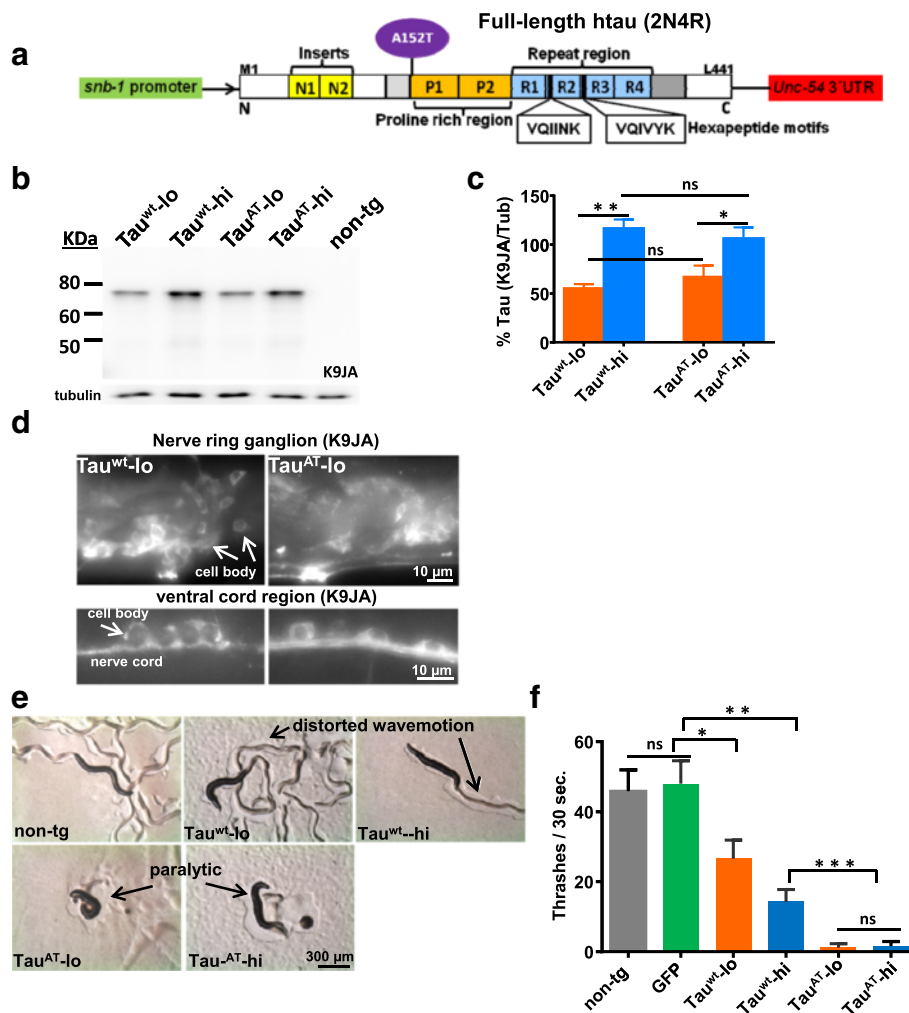 Full-length htau (2N4R)
a
A152T
Inserts
Repeat region
M1
L441
snb-1 promoter
N1 N2
P1 P2
R1 R2 R3 R4
Unc-54 3´UTR
N
Proline rich region
C
VQIINK
VQIVYK
Hexapeptide motifs
b
Tauwt-lo
Tauwt-hi
TauAT-lo
TauAT-hi
non-tg
KDa
80
60
50
K9JA
tubulin
c
% Tau (K9JA/Tub)
150
100
50
0
ns
* *
*
ns
Tauwt-lo
Tauwt-hi
TauAT-lo
TauAT-hi
d
Nerve ring ganglion (K9JA)
Tauwt-lo
TauAT-lo
cell body
10 µm
ventral cord region (K9JA)
cell body
nerve cord
10 µm
e
distorted wavemotion
non-tg
Tauwt-lo
Tauwt--hi
paralytic
TauAT-lo
Tau-AT-hi
300 µm
f
Thrashes / 30 sec.
60
40
20
0
ns
*
* *
* * *
ns
non-tg
GFP
Tauwt-lo
Tauwt-hi
TauAT-lo
TauAT-hi